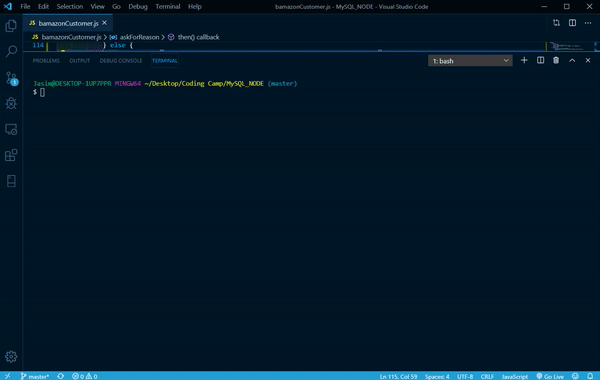 File Edit Selection View Go Debug Terminal Help
bamazonCustomer.js - MySQL_NODE - Visual Studio Code
JS bamazonCustomer.js
JS bamazonCustomer.js > askForReason > then() callback
114 } else {
PROBLEMS OUTPUT DEBUG CONSOLE TERMINAL
1: bash
Jasim@DESKTOP-1UP7PPR MINGW64 ~/Desktop/Coding Camp/MySQL_NODE (master)
$
1
master* 0 0 Ln 115, Col 59 Spaces: 4 UTF-8 CRLF JavaScript Go Live